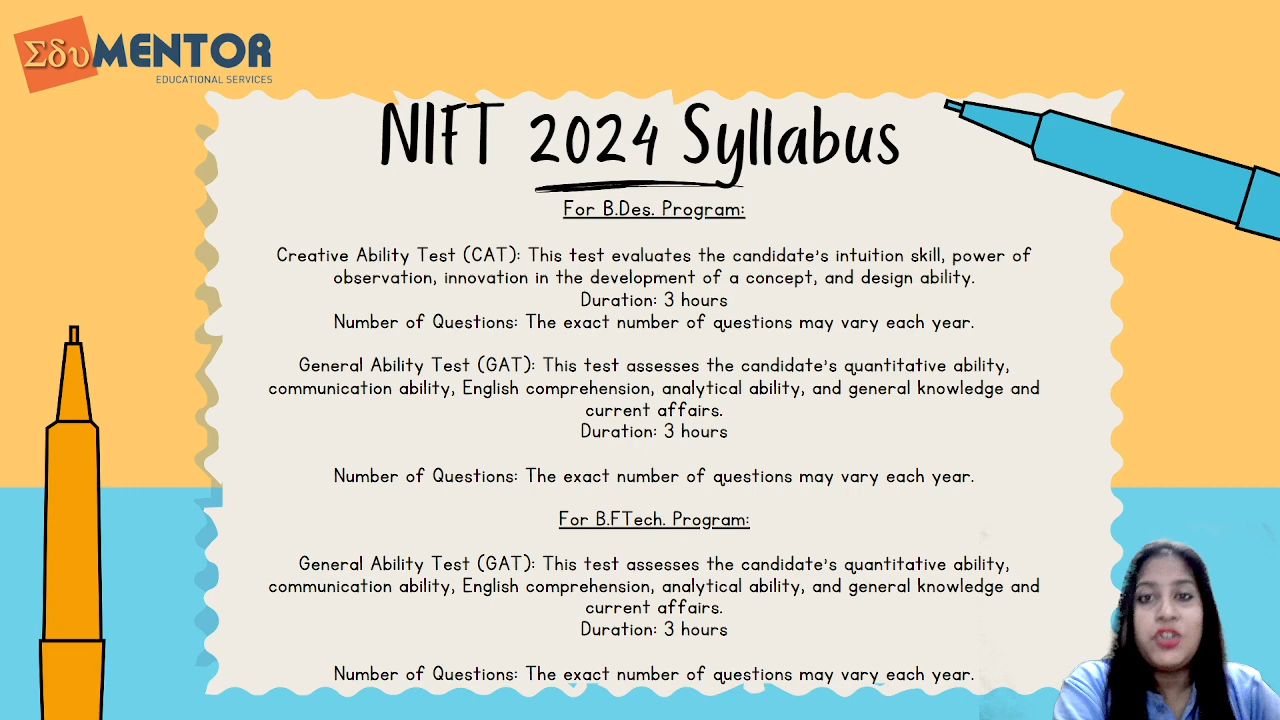 ΣδυMENTOR
EDUCATIONAL SERVICES
NIFT 2024 Syllabus
For B.Des. Program:
Creative Ability Test (CAT): This test evaluates the candidate's intuition skill, power of
observation, innovation in the development of a concept, and design ability.
Duration: 3 hours
Number of Questions: The exact number of questions may vary each year.
General Ability Test (GAT): This test assesses the candidate's quantitative ability,
communication ability, English comprehension, analytical ability, and general knowledge and
current affairs.
Duration: 3 hours
Number of Questions: The exact number of questions may vary each year.
For B.FTech. Program:
General Ability Test (GAT): This test assesses the candidate's quantitative ability,
communication ability, English comprehension, analytical ability, and general knowledge and
current affairs.
Duration: 3 hours
Number of Questions: The exact number of questions may vary each year.